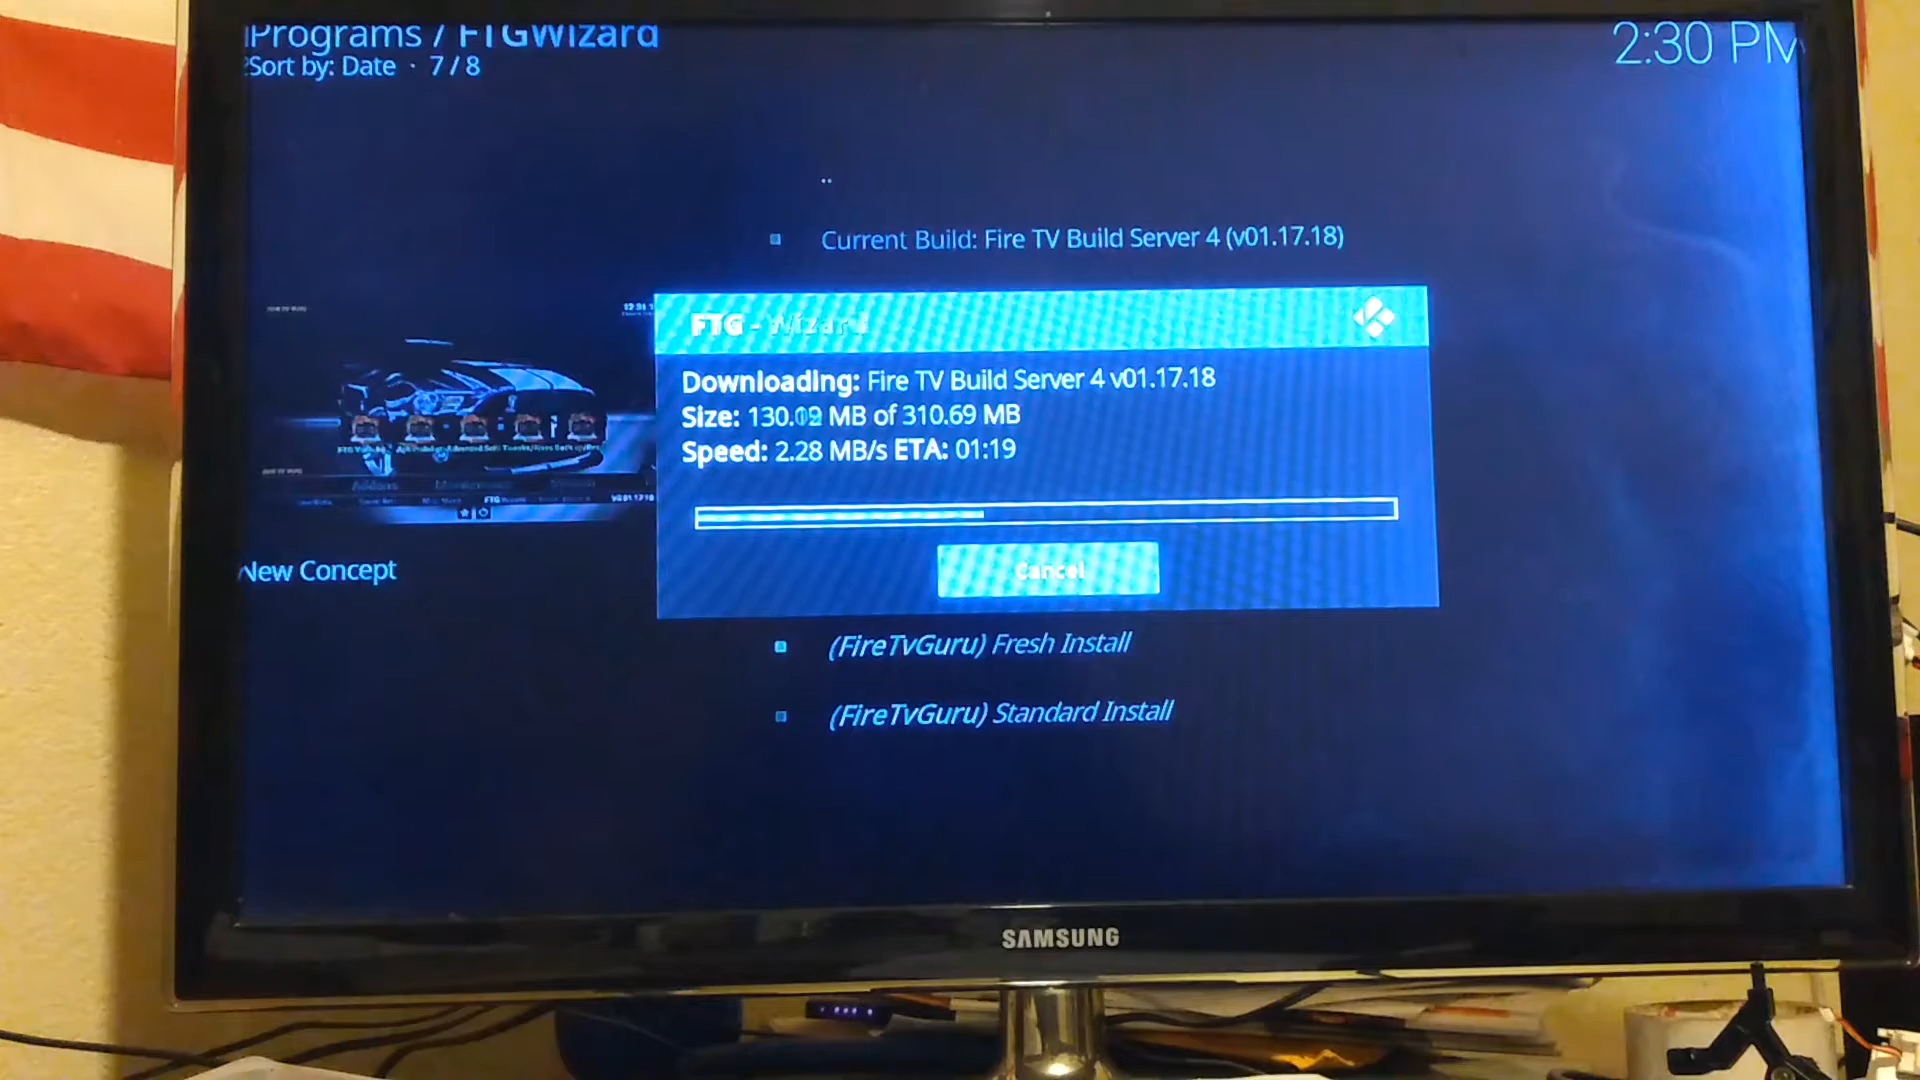 Programs / FTGWizard
2:30 PM
Sort by: Date · 7 / 8
..
Current Build: Fire TV Build Server 4 (v01.17.18)
FTG - Wizard
Downloading: Fire TV Build Server 4 v01.17.18
Size: 130.09 MB of 310.69 MB
Speed: 2.28 MB/s ETA: 01:19
Cancel
New Concept
(FireTvGuru) Fresh Install
(FireTvGuru) Standard Install
SAMSUNG